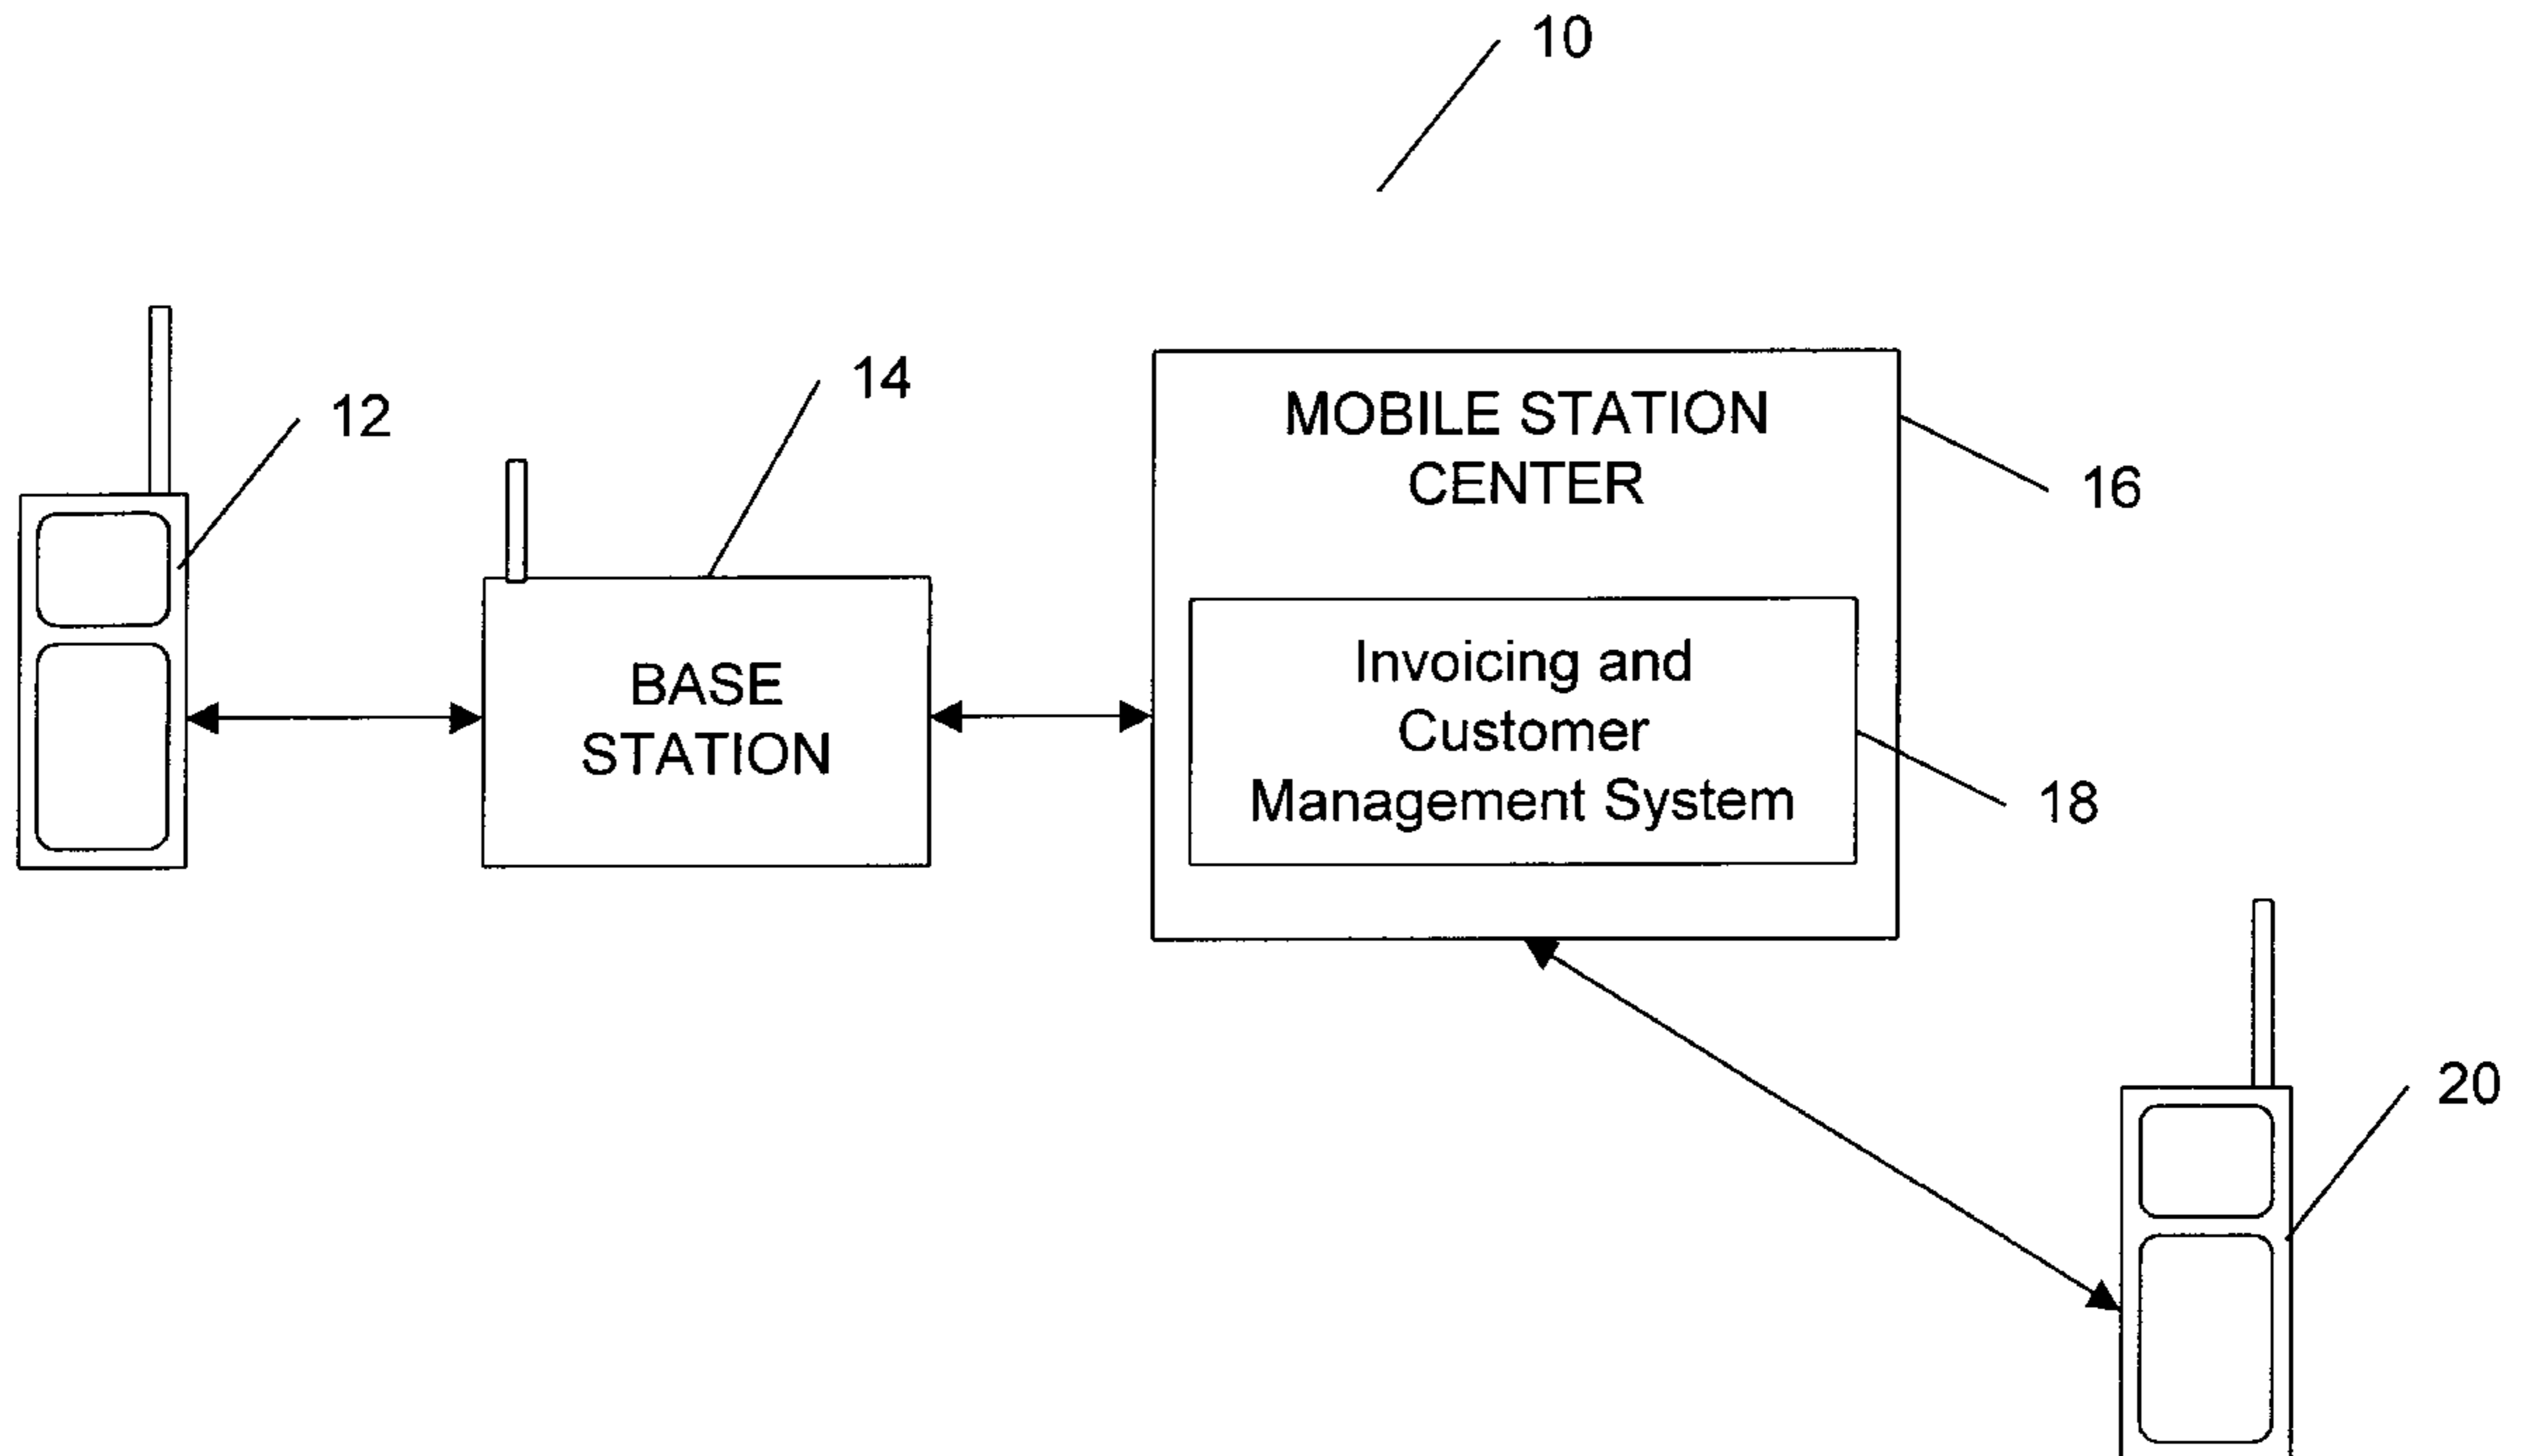 10
14
12
MOBILE STATION
CENTER
16
BASE
STATION
Invoicing and
Customer
Management System
18
20